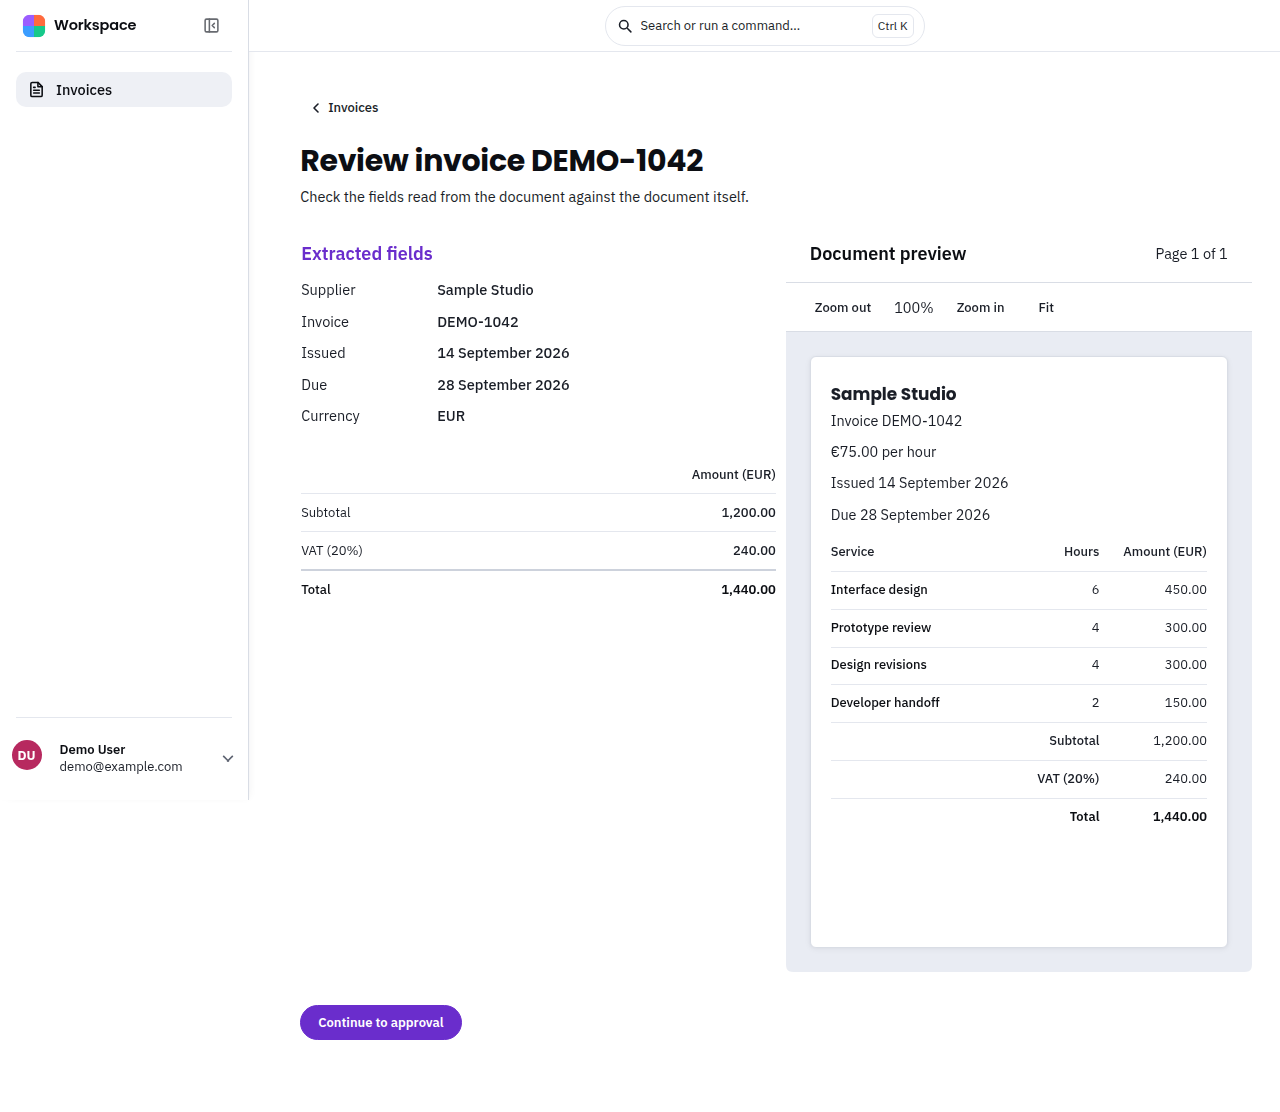 Workspace
Search or run a command...
Ctrl K
Invoices
Invoices
Review invoice DEMO-1042
Check the fields read from the document against the document itself.
Extracted fields
Supplier Sample Studio
Invoice DEMO-1042
Issued 14 September 2026
Due 28 September 2026
Currency EUR
Amount (EUR)
Subtotal 1,200.00
VAT (20%) 240.00
Total 1,440.00
Document preview Page 1 of 1
Zoom out 100% Zoom in Fit
Sample Studio
Invoice DEMO-1042
€75.00 per hour
Issued 14 September 2026
Due 28 September 2026
Service Hours Amount (EUR)
Interface design 6 450.00
Prototype review 4 300.00
Design revisions 4 300.00
Developer handoff 2 150.00
Subtotal 1,200.00
VAT (20%) 240.00
Total 1,440.00
DU
Demo User
demo@example.com
Continue to approval